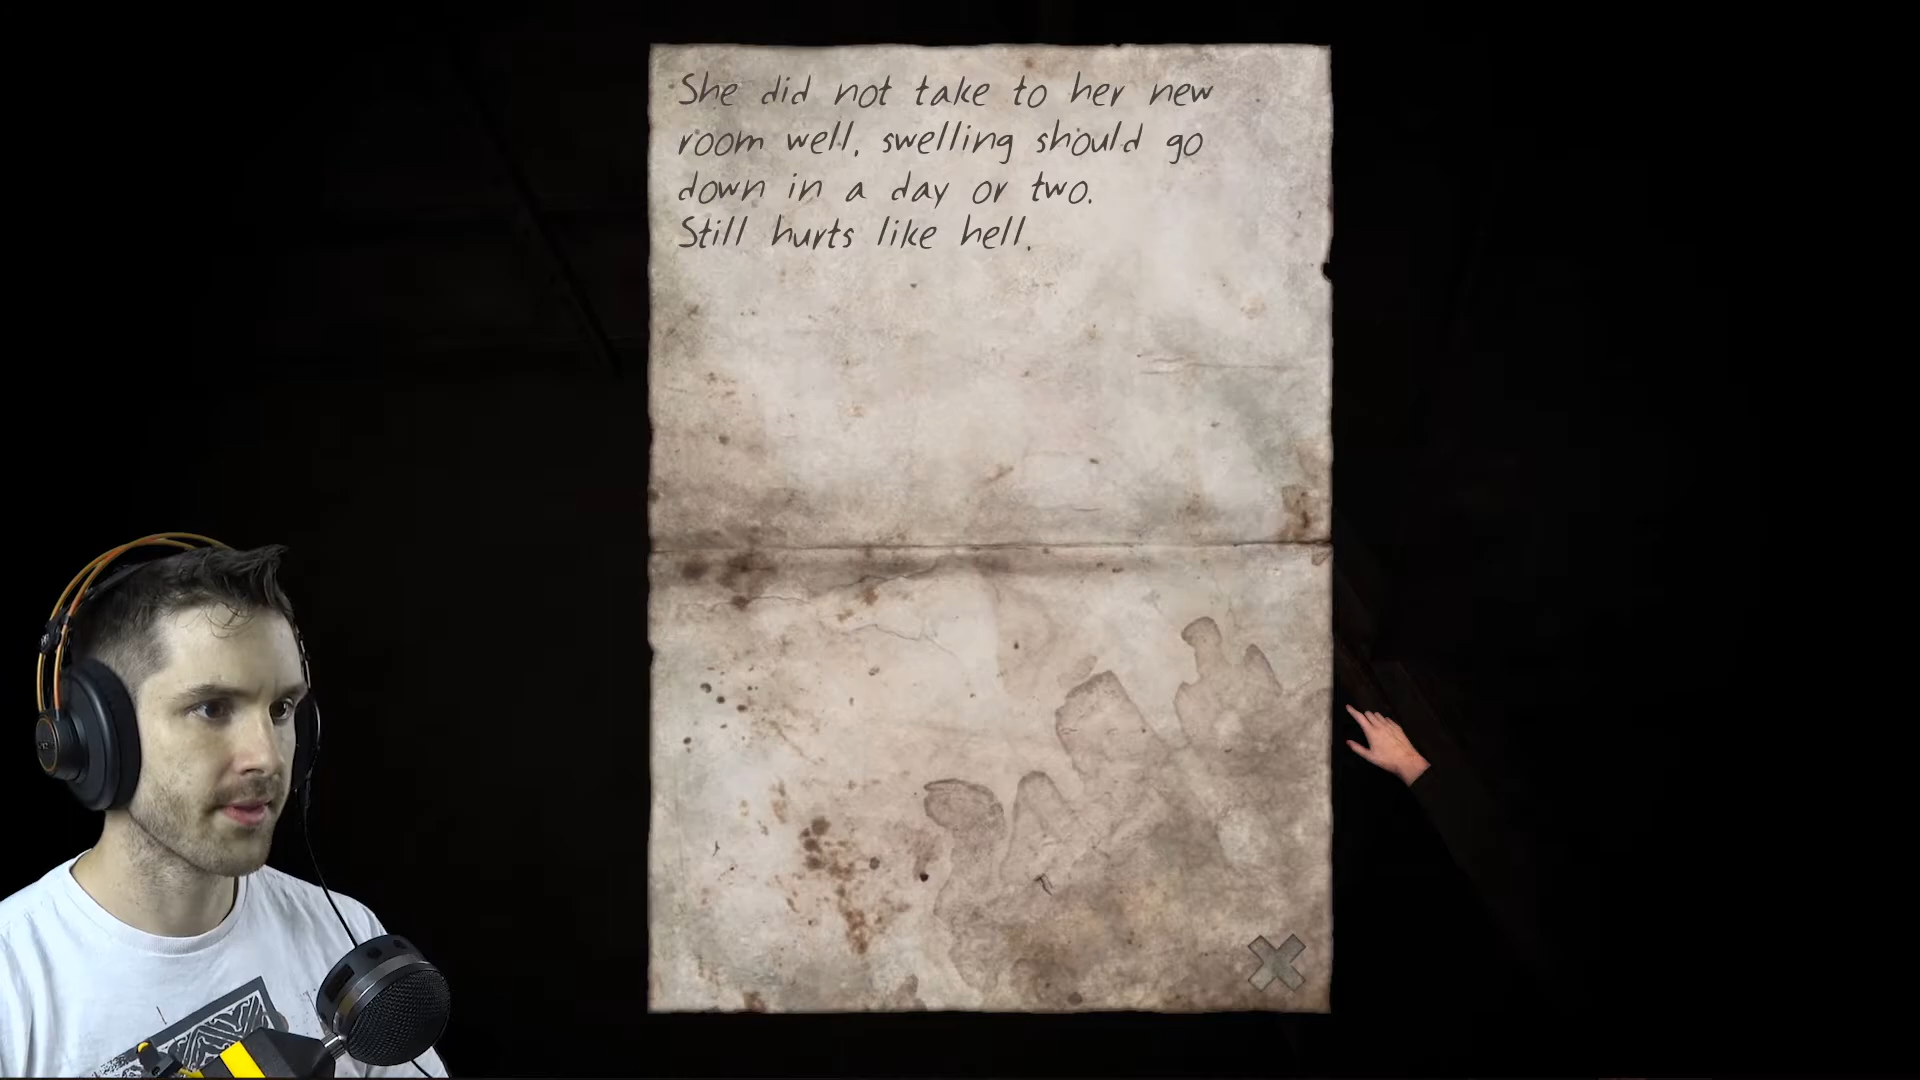 She did not take to her new
room well, swelling should go
down in a day or two.
Still hurts like hell.